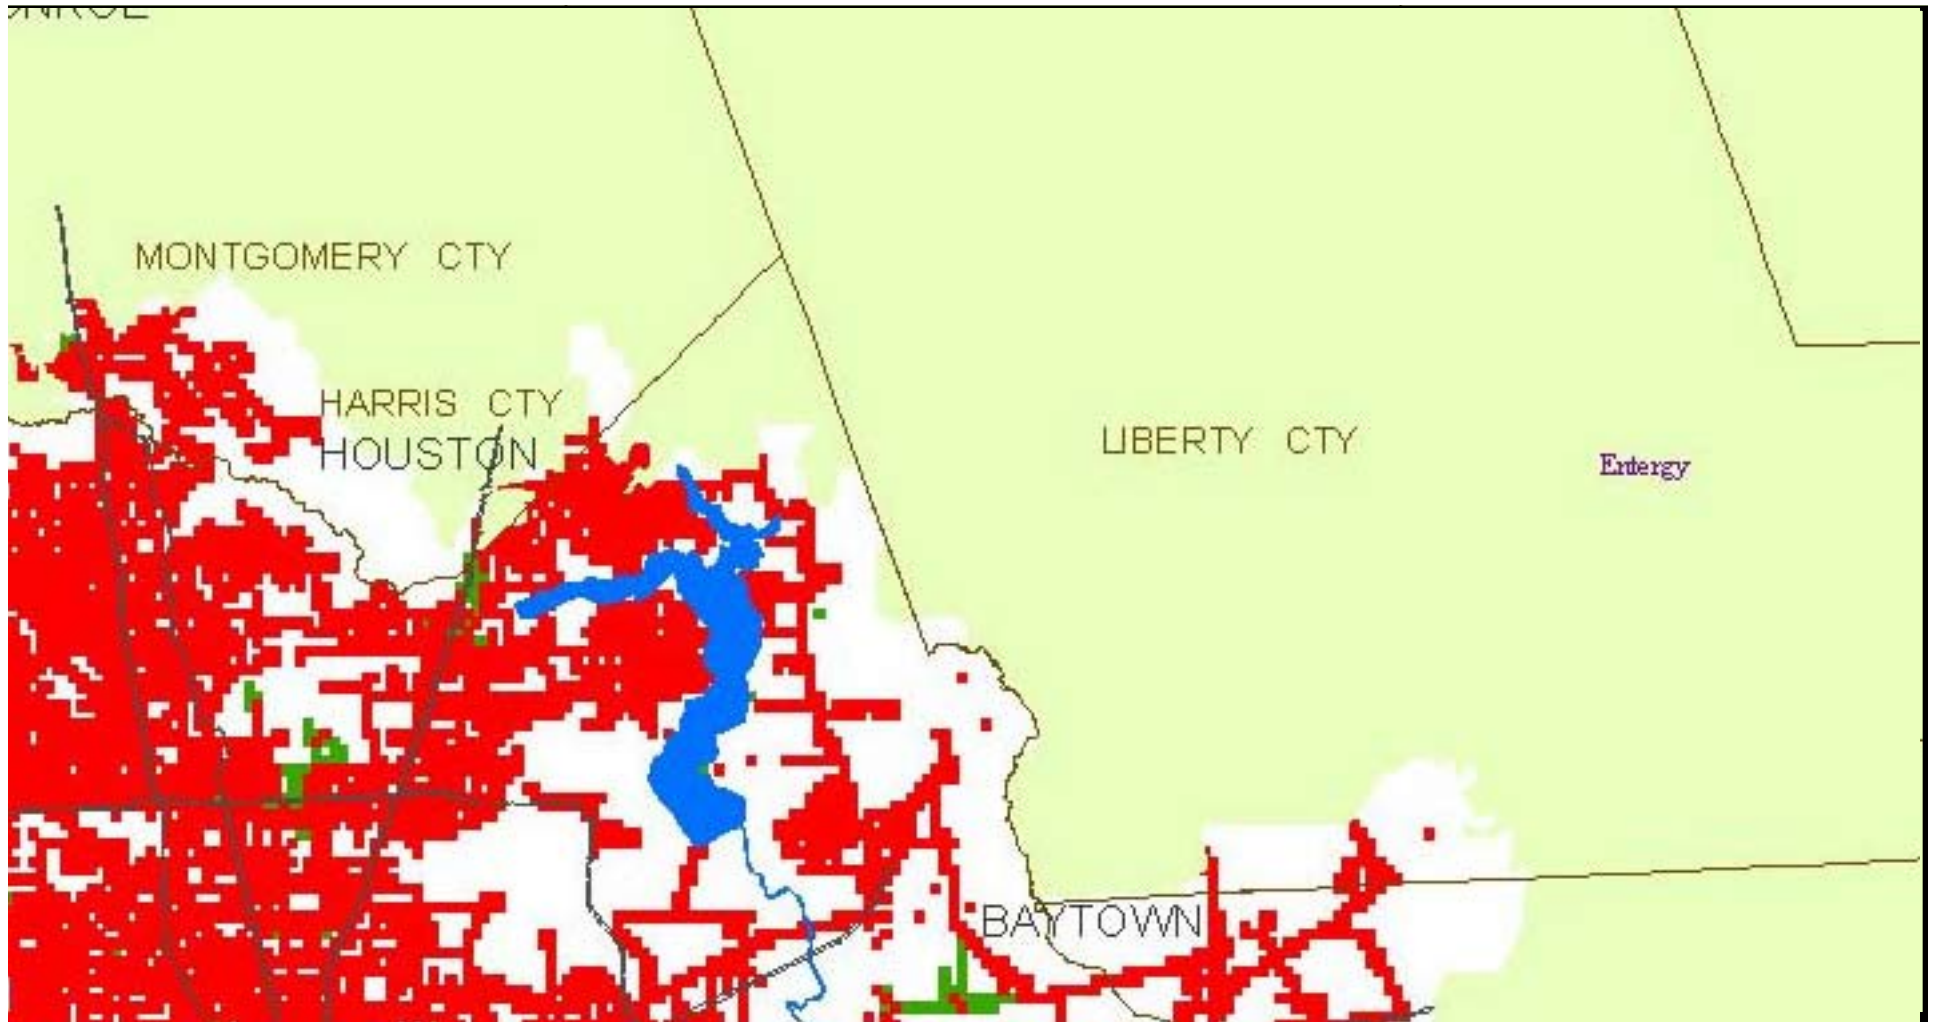 MONTGOMERY CTY
HARRIS CTY
HOUSTON
LIBERTY CTY
Entergy
BAYTOWN